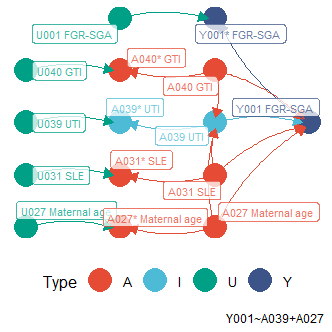 U001 FGR-SGA
Y001* FGR-SGA
A040* GTI
U040 GTI
A040 GTI
A039* UTI
Y001 FGR-SGA
U039 UTI
A039 UTI
A031* SLE
U031 SLE
A031 SLE
U027 Maternal age
A027* Maternal age
A027 Maternal age
Type A I U Y
Y001~A039+A027